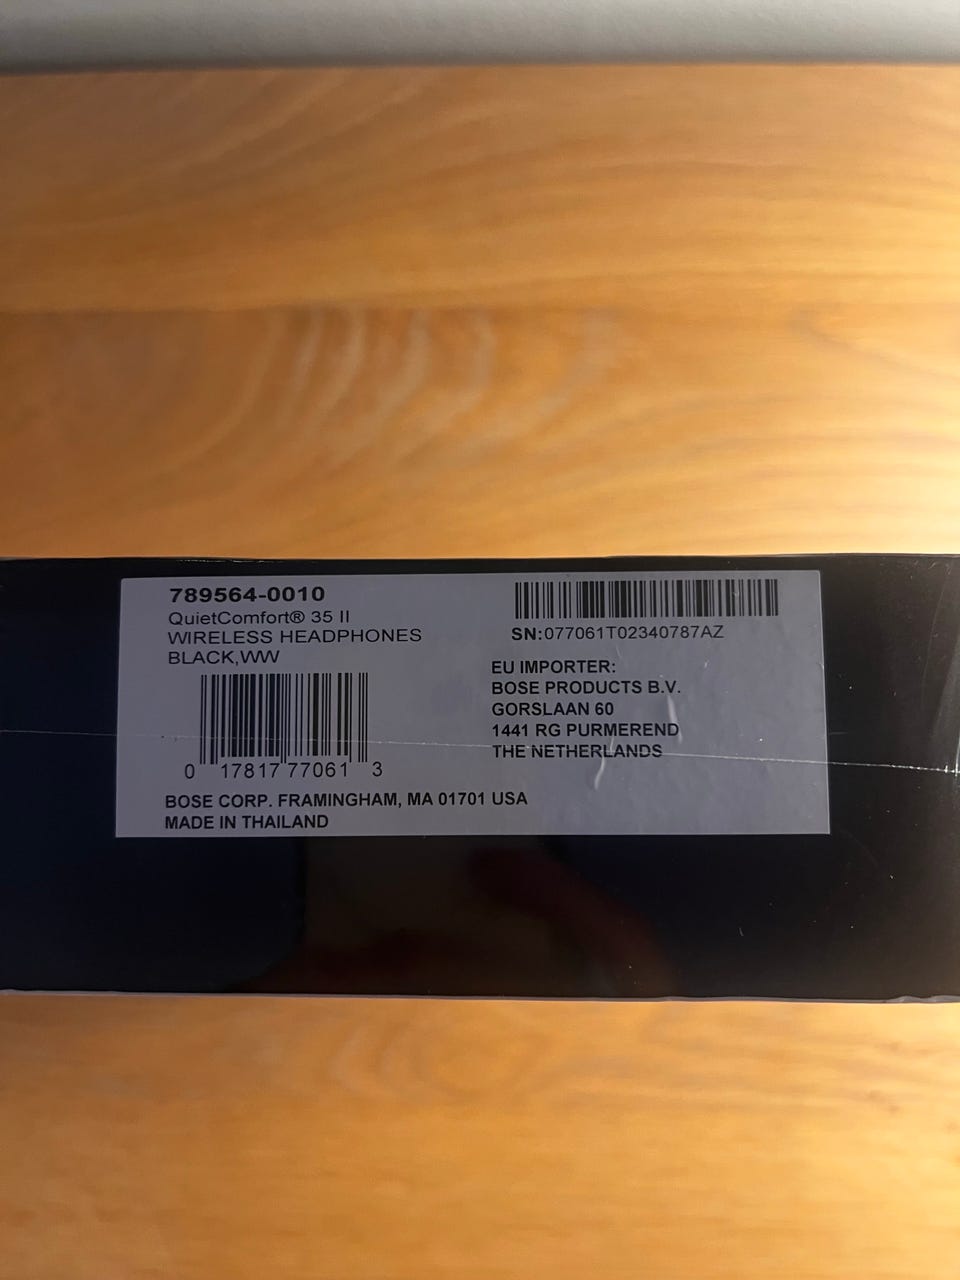 789564-0010
QuietComfort® 35 II
WIRELESS HEADPHONES
BLACK,WW
0 17817 77061 3
BOSE CORP. FRAMINGHAM, MA 01701 USA
MADE IN THAILAND
SN:077061T02340787AZ
EU IMPORTER:
BOSE PRODUCTS B.V.
GORSLAAN 60
1441 RG PURMEREND
THE NETHERLANDS